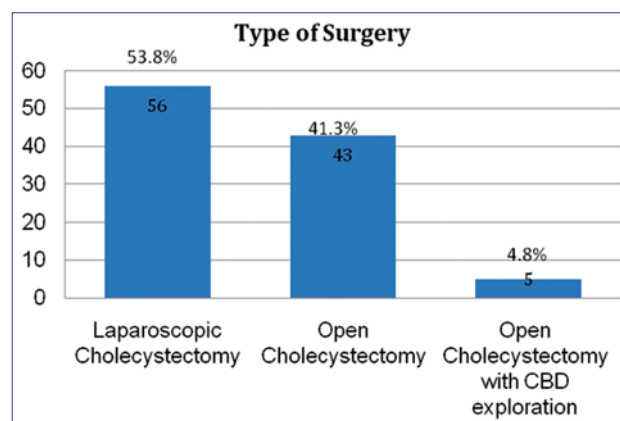 Type of Surgery
53.8%
60
50
40
30
20
10
0
56
41.3%
43
4.8%
5
Laparoscopic
Cholecystectomy
Open
Cholecystectomy
Open
Cholecystectomy
with CBD
exploration